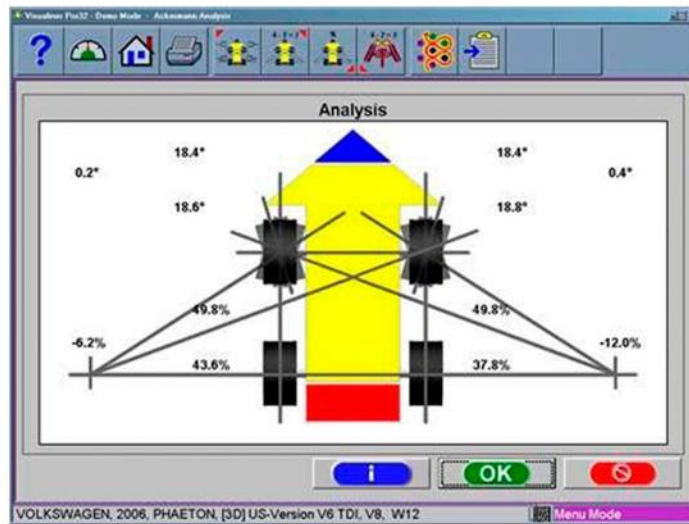 Visualiner Pro32 - Demo Mode - Ackermann Analysis
Analysis
18.4° 18.4°
0.2° 0.4°
18.6° 18.8°
49.8% 49.8%
-6.2% -12.0%
43.6% 37.8%
i OK
VOLKSWAGEN, 2006, PHAETON, [3D] US-Version V6 TDI, V8, W12 Menu Mode